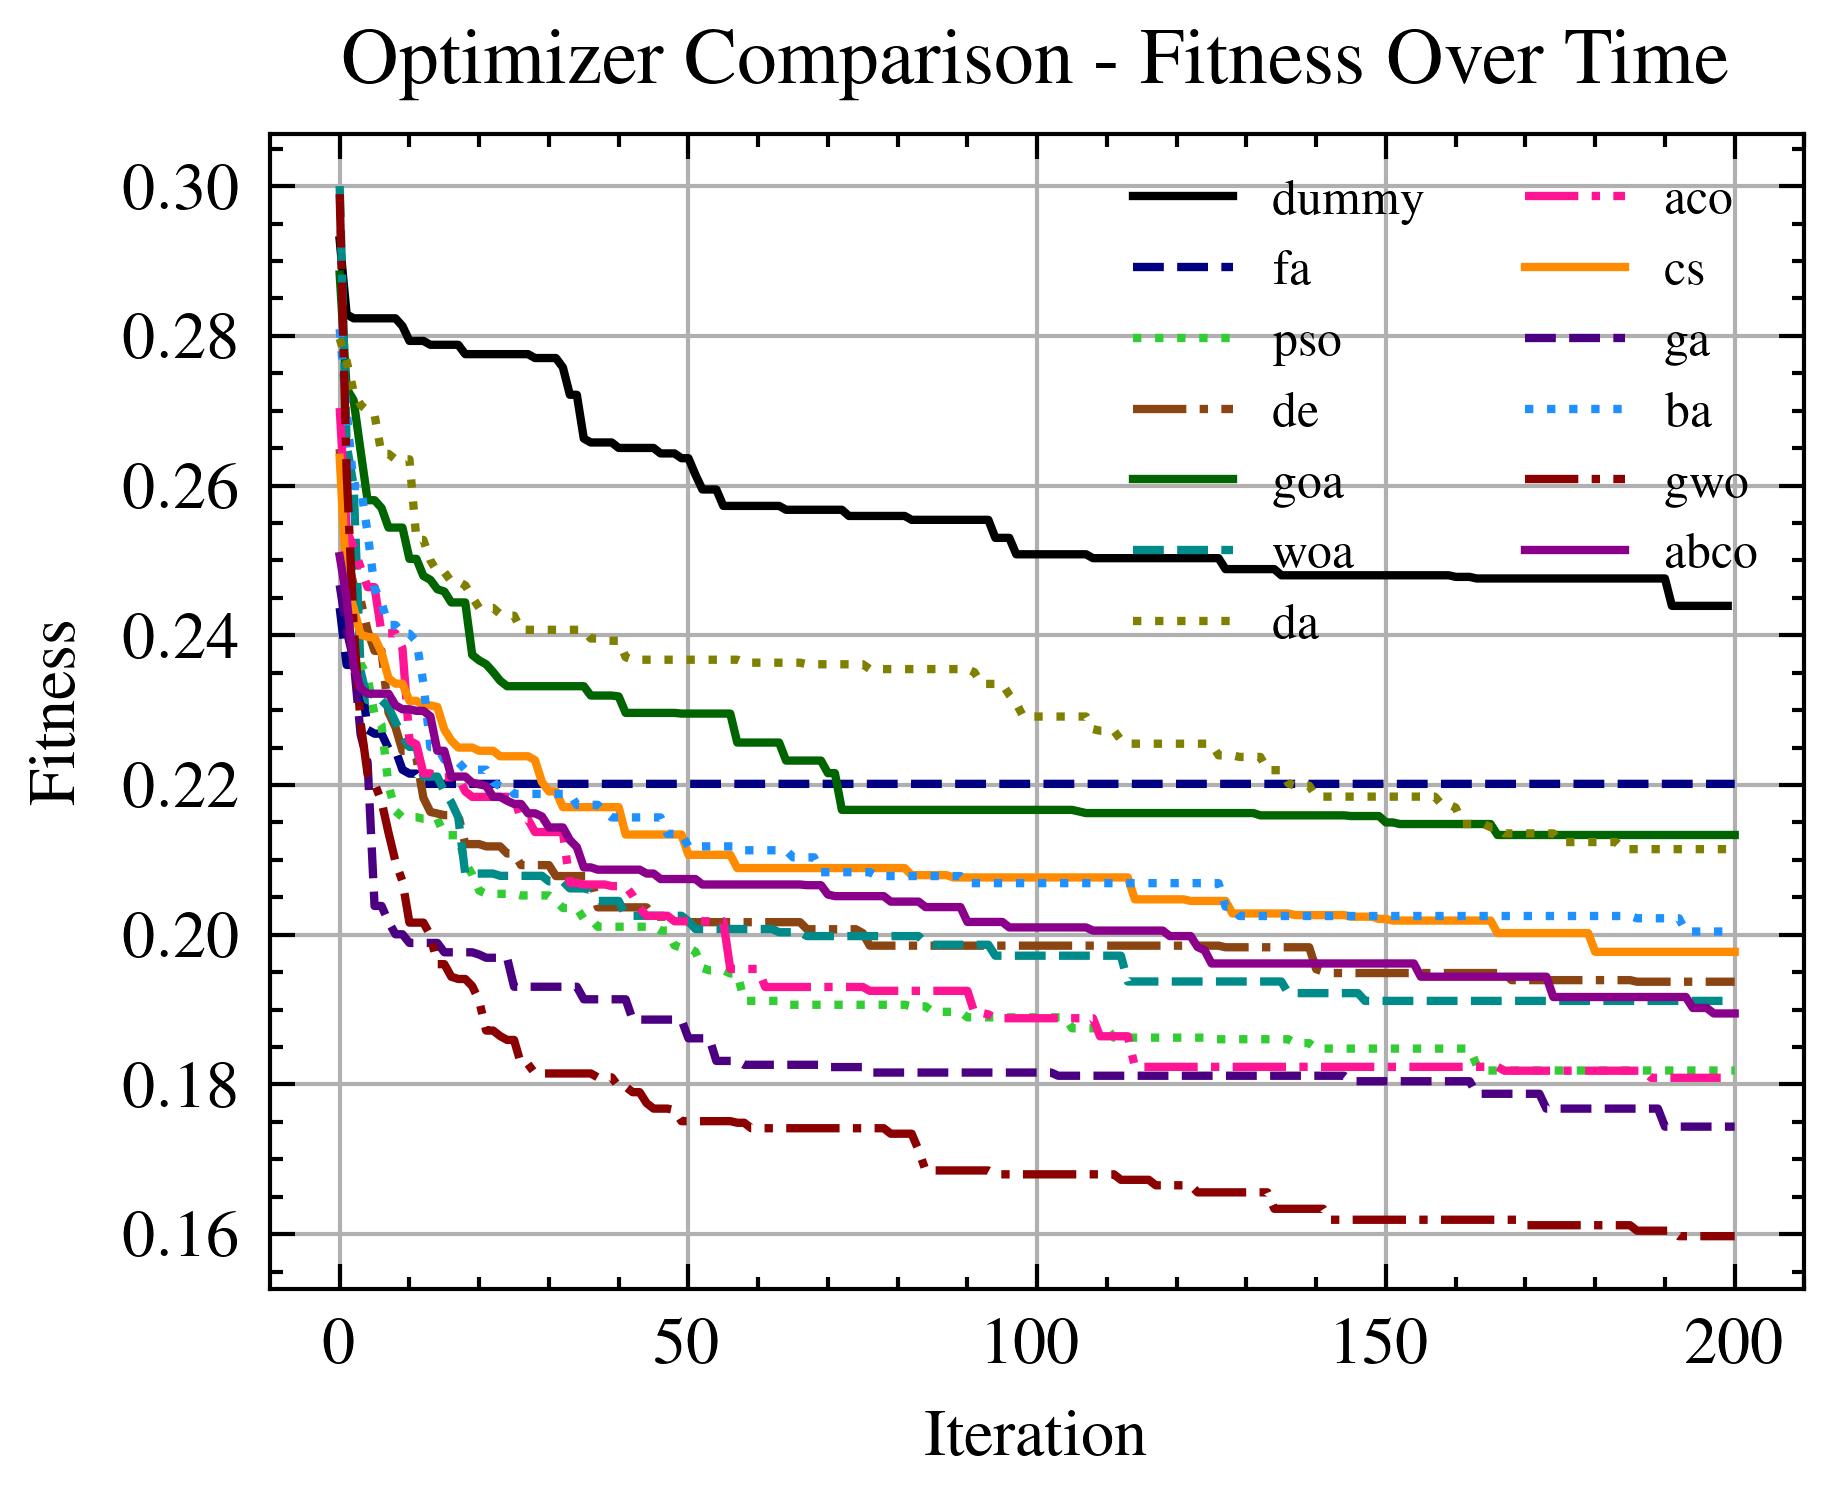 Optimizer Comparison - Fitness Over Time
Fitness
0.30
0.28
0.26
0.24
0.22
0.20
0.18
0.16
dummy
fa
pso
de
goa
woa
da
aco
cs
ga
ba
gwo
abco
0 50 100 150 200
Iteration